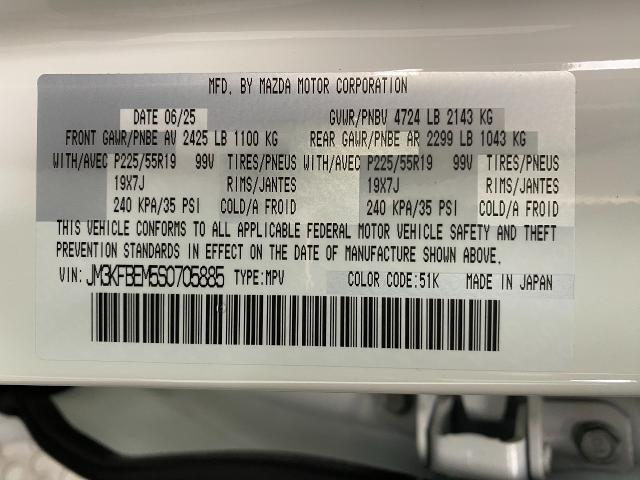 MFD. BY MAZDA MOTOR CORPORATION
DATE 06/25 GVWR/PNBV 4724 LB 2143 KG
FRONT GAWR/PNBE AV 2425 LB 1100 KG REAR GAWR/PNBE AR 2299 LB 1043 KG
WITH/AVEC P225/55R19 99V TIRES/PNEUS WITH/AVEC P225/55R19 99V TIRES/PNEUS
19X7J RIMS/JANTES 19X7J RIMS/JANTES
240 KPA/35 PSI COLD/A FROID 240 KPA/35 PSI COLD/A FROID
THIS VEHICLE CONFORMS TO ALL APPLICABLE FEDERAL MOTOR VEHICLE SAFETY AND THEFT
PREVENTION STANDARDS IN EFFECT ON THE DATE OF MANUFACTURE SHOWN ABOVE.
VIN: JM3KFBEM5S0705885 TYPE:MPV COLOR CODE:51K MADE IN JAPAN